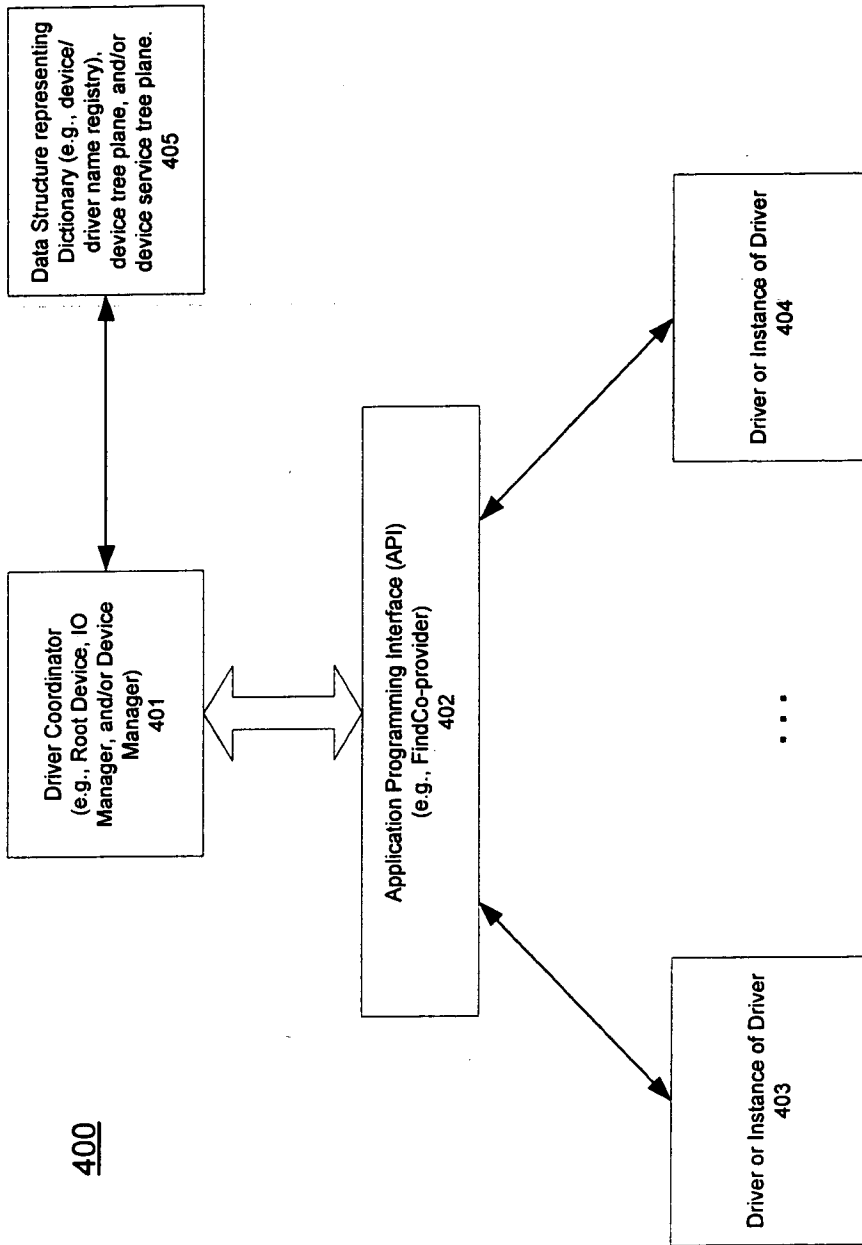 400
Driver Coordinator
(e.g., Root Device, IO
Manager, and/or Device
Manager)
401
Data Structure representing
Dictionary (e.g., device/
driver name registry),
device tree plane, and/or
device service tree plane.
405
Application Programming Interface (API)
(e.g., FindCo-provider)
402
Driver or Instance of Driver
403
. . .
Driver or Instance of Driver
404